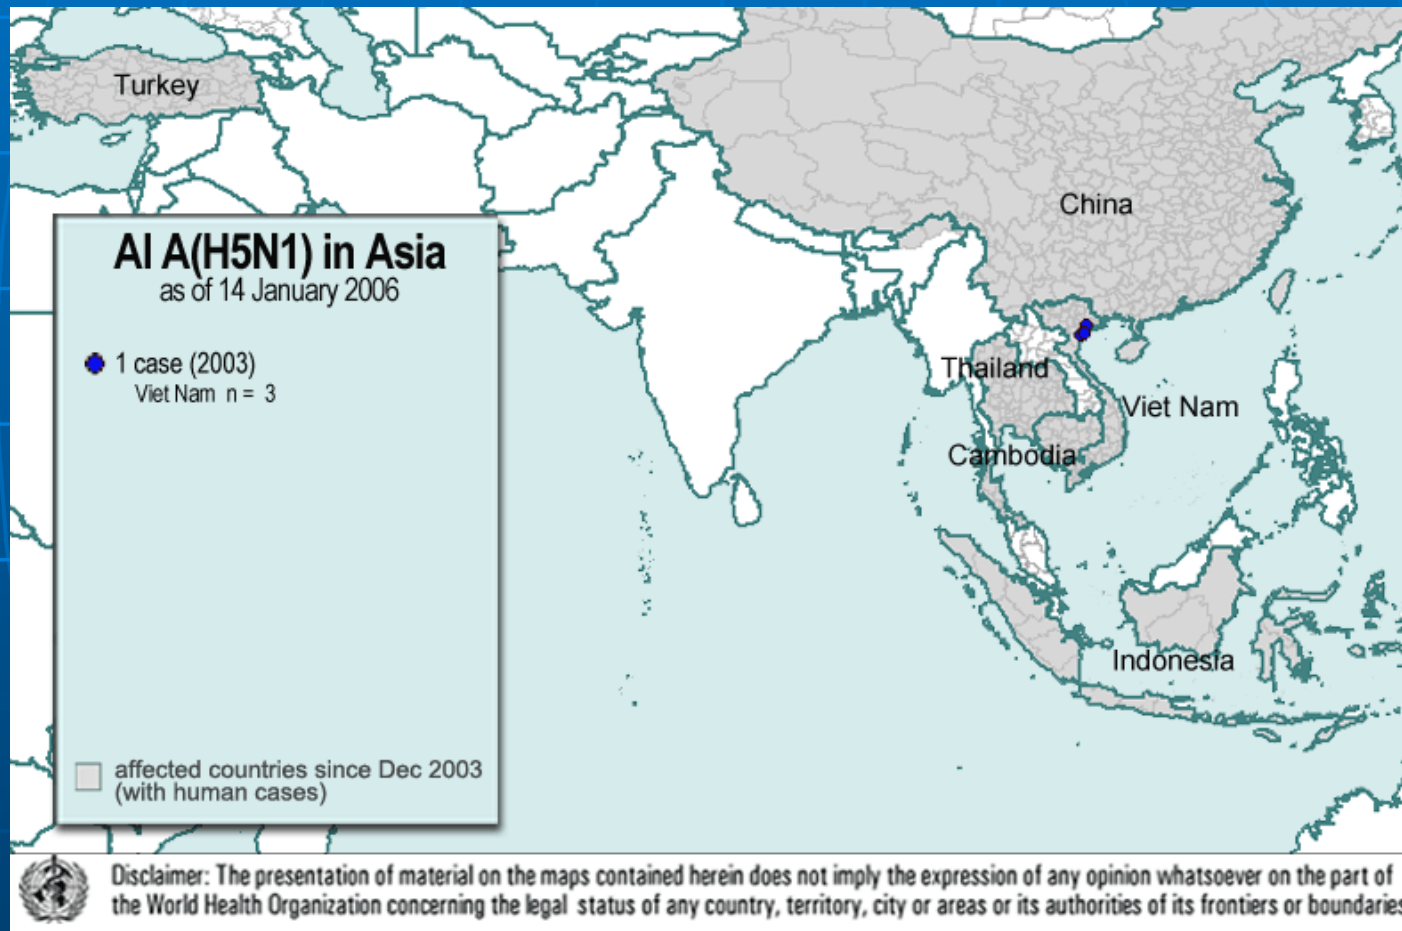 Turkey
China
AI A(H5N1) in Asia
as of 14 January 2006
1 case (2003)
Viet Nam n = 3
Thailand
Viet Nam
Cambodia
Indonesia
affected countries since Dec 2003
(with human cases)
Disclaimer: The presentation of material on the maps contained herein does not imply the expression of any opinion whatsoever on the part of
the World Health Organization concerning the legal status of any country, territory, city or areas or its authorities of its frontiers or boundaries